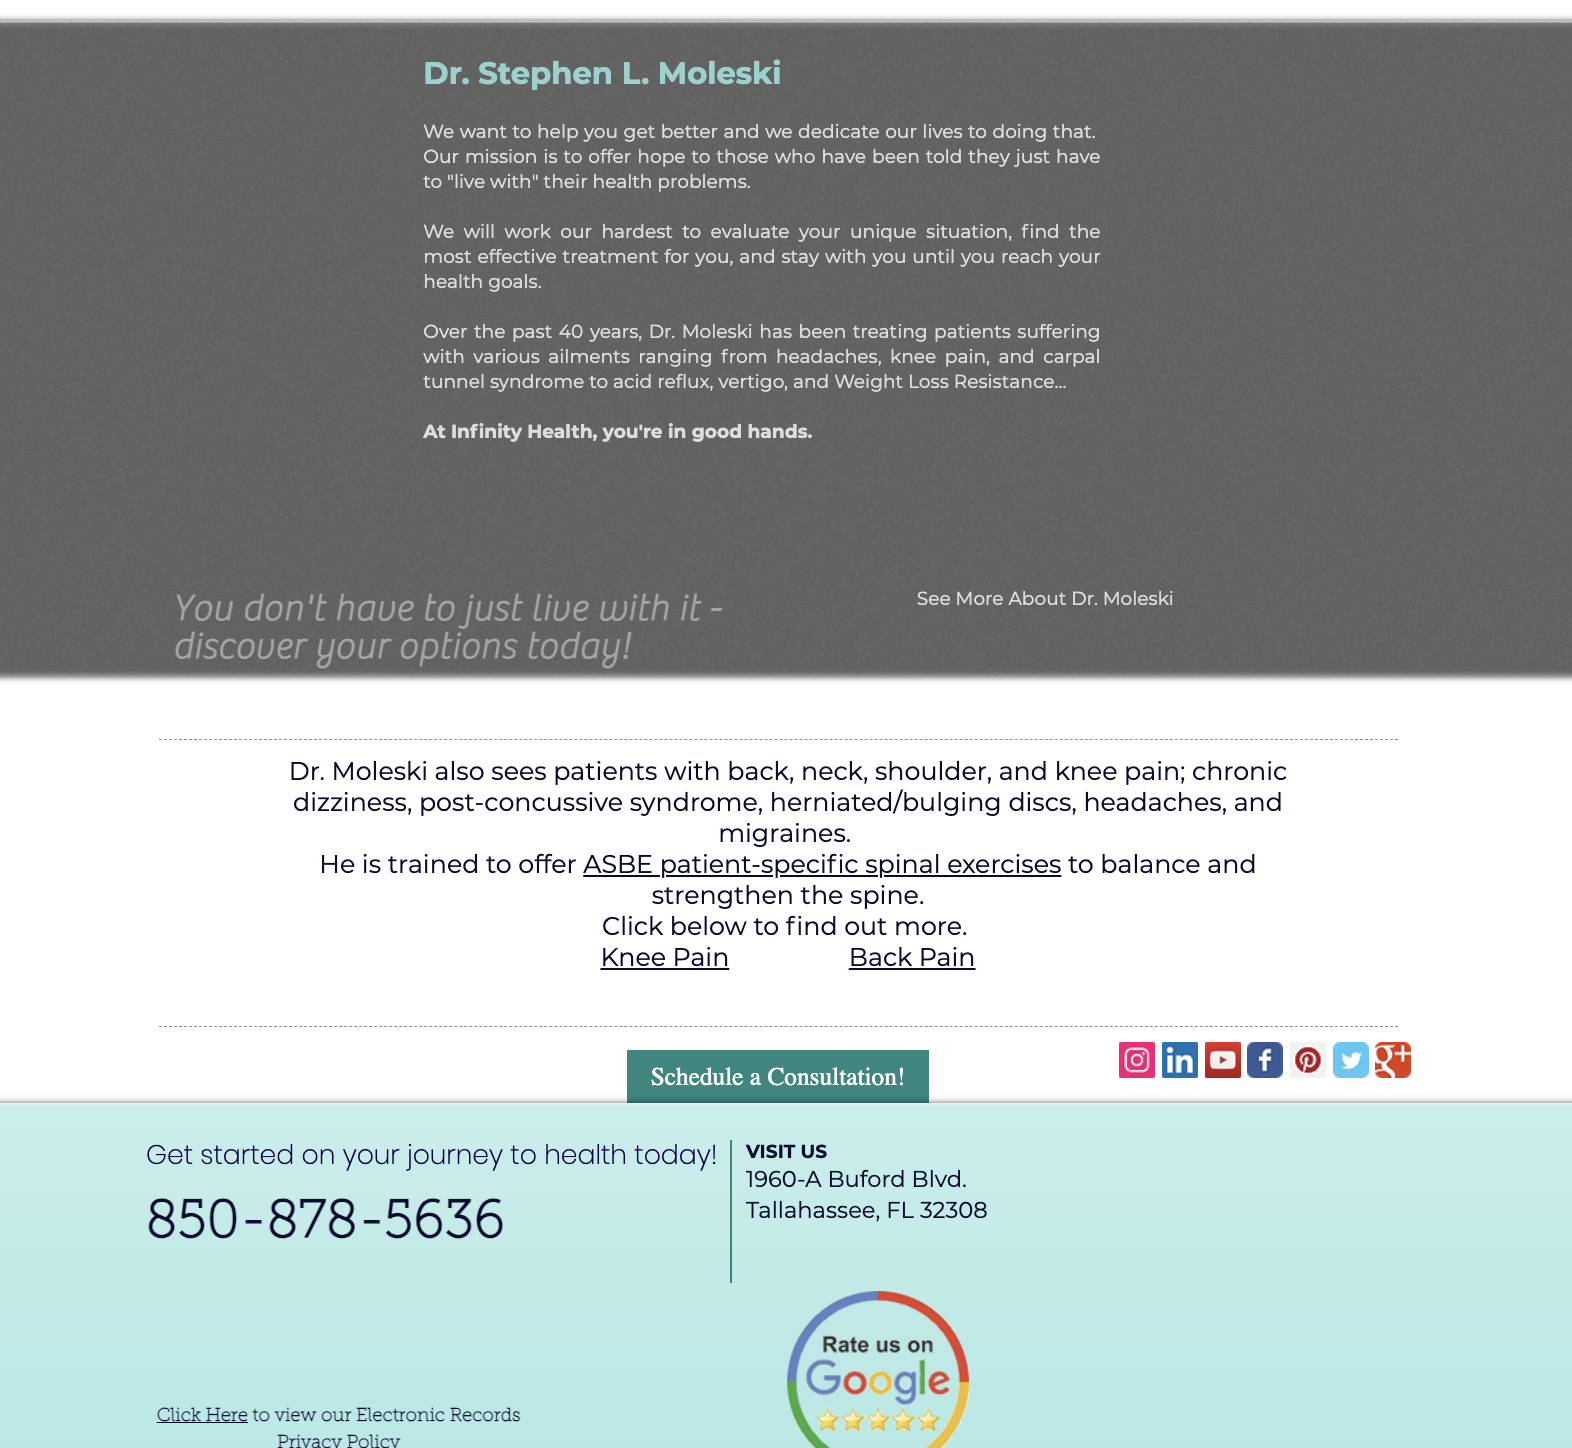 Dr. Stephen L. Moleski
We want to help you get better and we dedicate our lives to doing that.
Our mission is to offer hope to those who have been told they just have
to "live with" their health problems.
We will work our hardest to evaluate your unique situation, find the
most effective treatment for you, and stay with you until you reach your
health goals.
Over the past 40 years, Dr. Moleski has been treating patients suffering
with various ailments ranging from headaches, knee pain, and carpal
tunnel syndrome to acid reflux, vertigo, and Weight Loss Resistance...
At Infinity Health, you're in good hands.
You don't have to just live with it -
discover your options today!
See More About Dr. Moleski
Dr. Moleski also sees patients with back, neck, shoulder, and knee pain; chronic
dizziness, post-concussive syndrome, herniated/bulging discs, headaches, and
migraines.
He is trained to offer ASBE patient-specific spinal exercises to balance and
strengthen the spine.
Click below to find out more.
Knee Pain Back Pain
Schedule a Consultation!
Get started on your journey to health today!
850-878-5636
VISIT US
1960-A Buford Blvd.
Tallahassee, FL 32308
Rate us on
Google
Click Here to view our Electronic Records
Privacy Policy